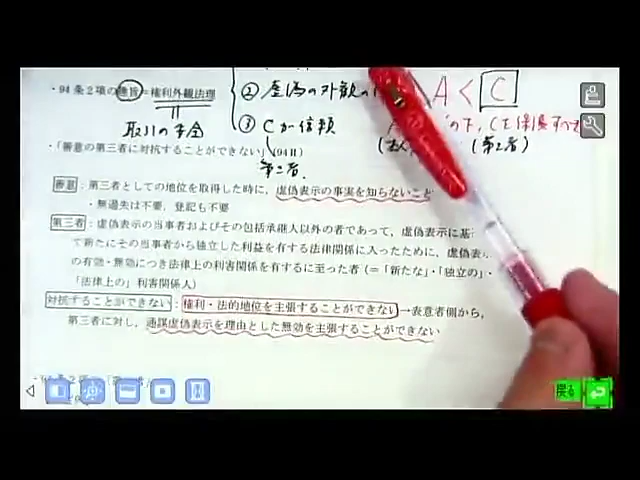 ・94条2項の趣旨＝権利外観法理
取引の安全
② 虚偽の外観の
③ Cが信頼
第三者.
A < C
の下, Cを保護すべき
(本人) (第三者)
・「善意の第三者に対抗することができない」(94Ⅱ)
善意：第三者としての地位を取得した時に、虚偽表示の事実を知らないこと
・無過失は不要、登記も不要
第三者：虚偽表示の当事者およびその包括承継人以外の者であって、虚偽表示に基
て新たにその当事者から独立した利益を有する法律関係に入ったために、虚偽表
の有効・無効につき法律上の利害関係を有するに至った者（＝「新たな」・「独立の」・
「法律上の」利害関係人）
対抗することができない：権利・法的地位を主張することができない→表意者側から、
第三者に対し、通謀虚偽表示を理由とした無効を主張することができない
戻る